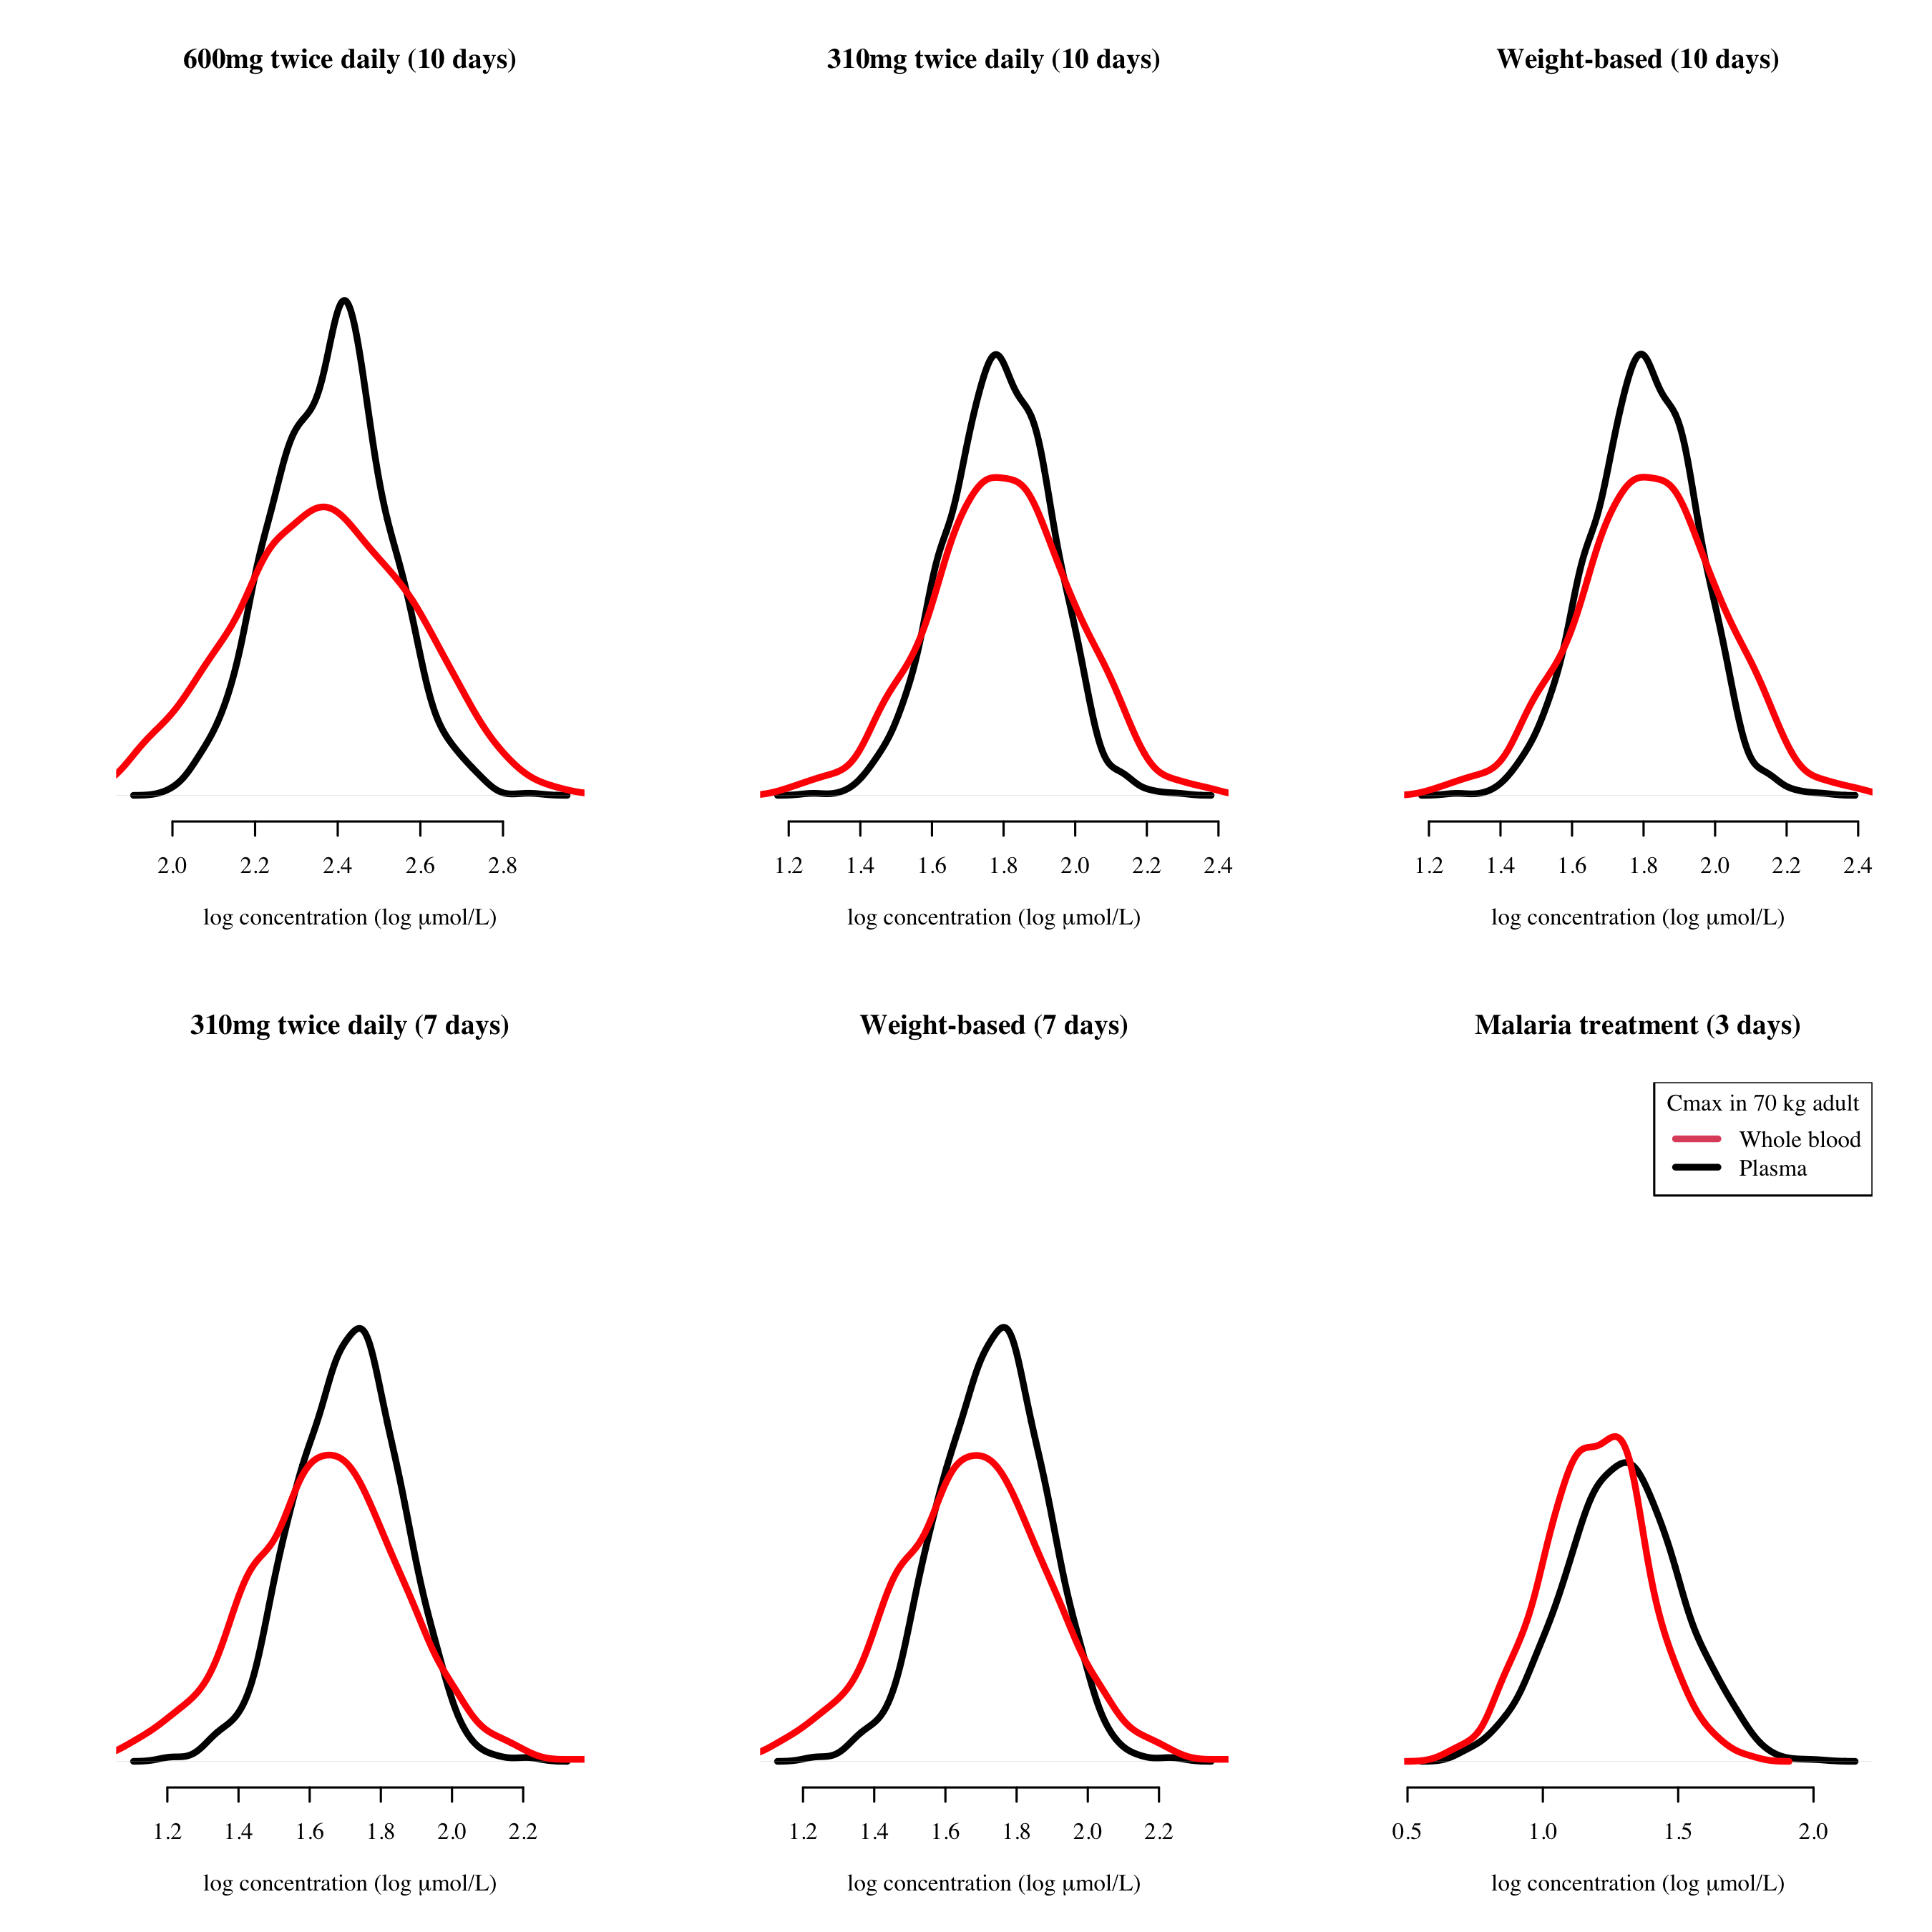 600mg twice daily (10 days)
310mg twice daily (10 days)
Weight-based (10 days)
2.0 2.2 2.4 2.6 2.8
1.2 1.4 1.6 1.8 2.0 2.2 2.4
1.2 1.4 1.6 1.8 2.0 2.2 2.4
log concentration (log μmol/L)
log concentration (log μmol/L)
log concentration (log μmol/L)
310mg twice daily (7 days)
Weight-based (7 days)
Malaria treatment (3 days)
Cmax in 70 kg adult
Whole blood
Plasma
1.2 1.4 1.6 1.8 2.0 2.2
1.2 1.4 1.6 1.8 2.0 2.2
0.5 1.0 1.5 2.0
log concentration (log μmol/L)
log concentration (log μmol/L)
log concentration (log μmol/L)